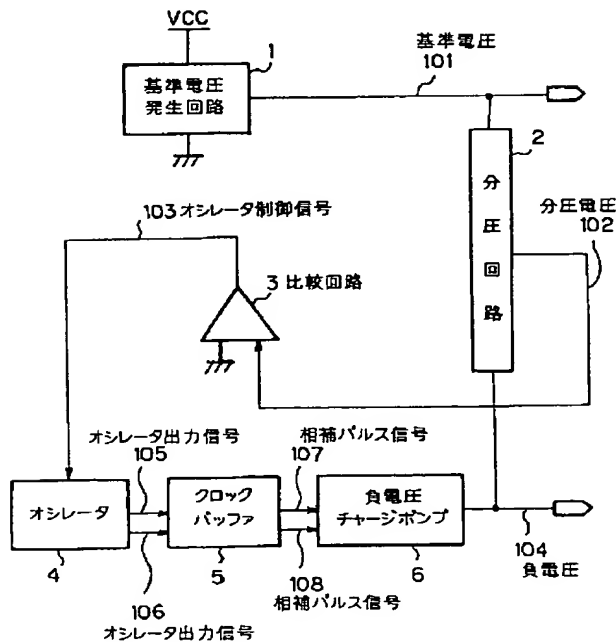 VCC
1
基準電圧
発生回路
基準電圧
101
2
分圧回路
分圧電圧
102
103 オシレータ制御信号
3 比較回路
オシレータ出力信号
105
相補パルス信号
107
オシレータ
クロック
バッファ
負電圧
チャージポンプ
4
5
6
104
負電圧
106
オシレータ出力信号
108
相補パルス信号